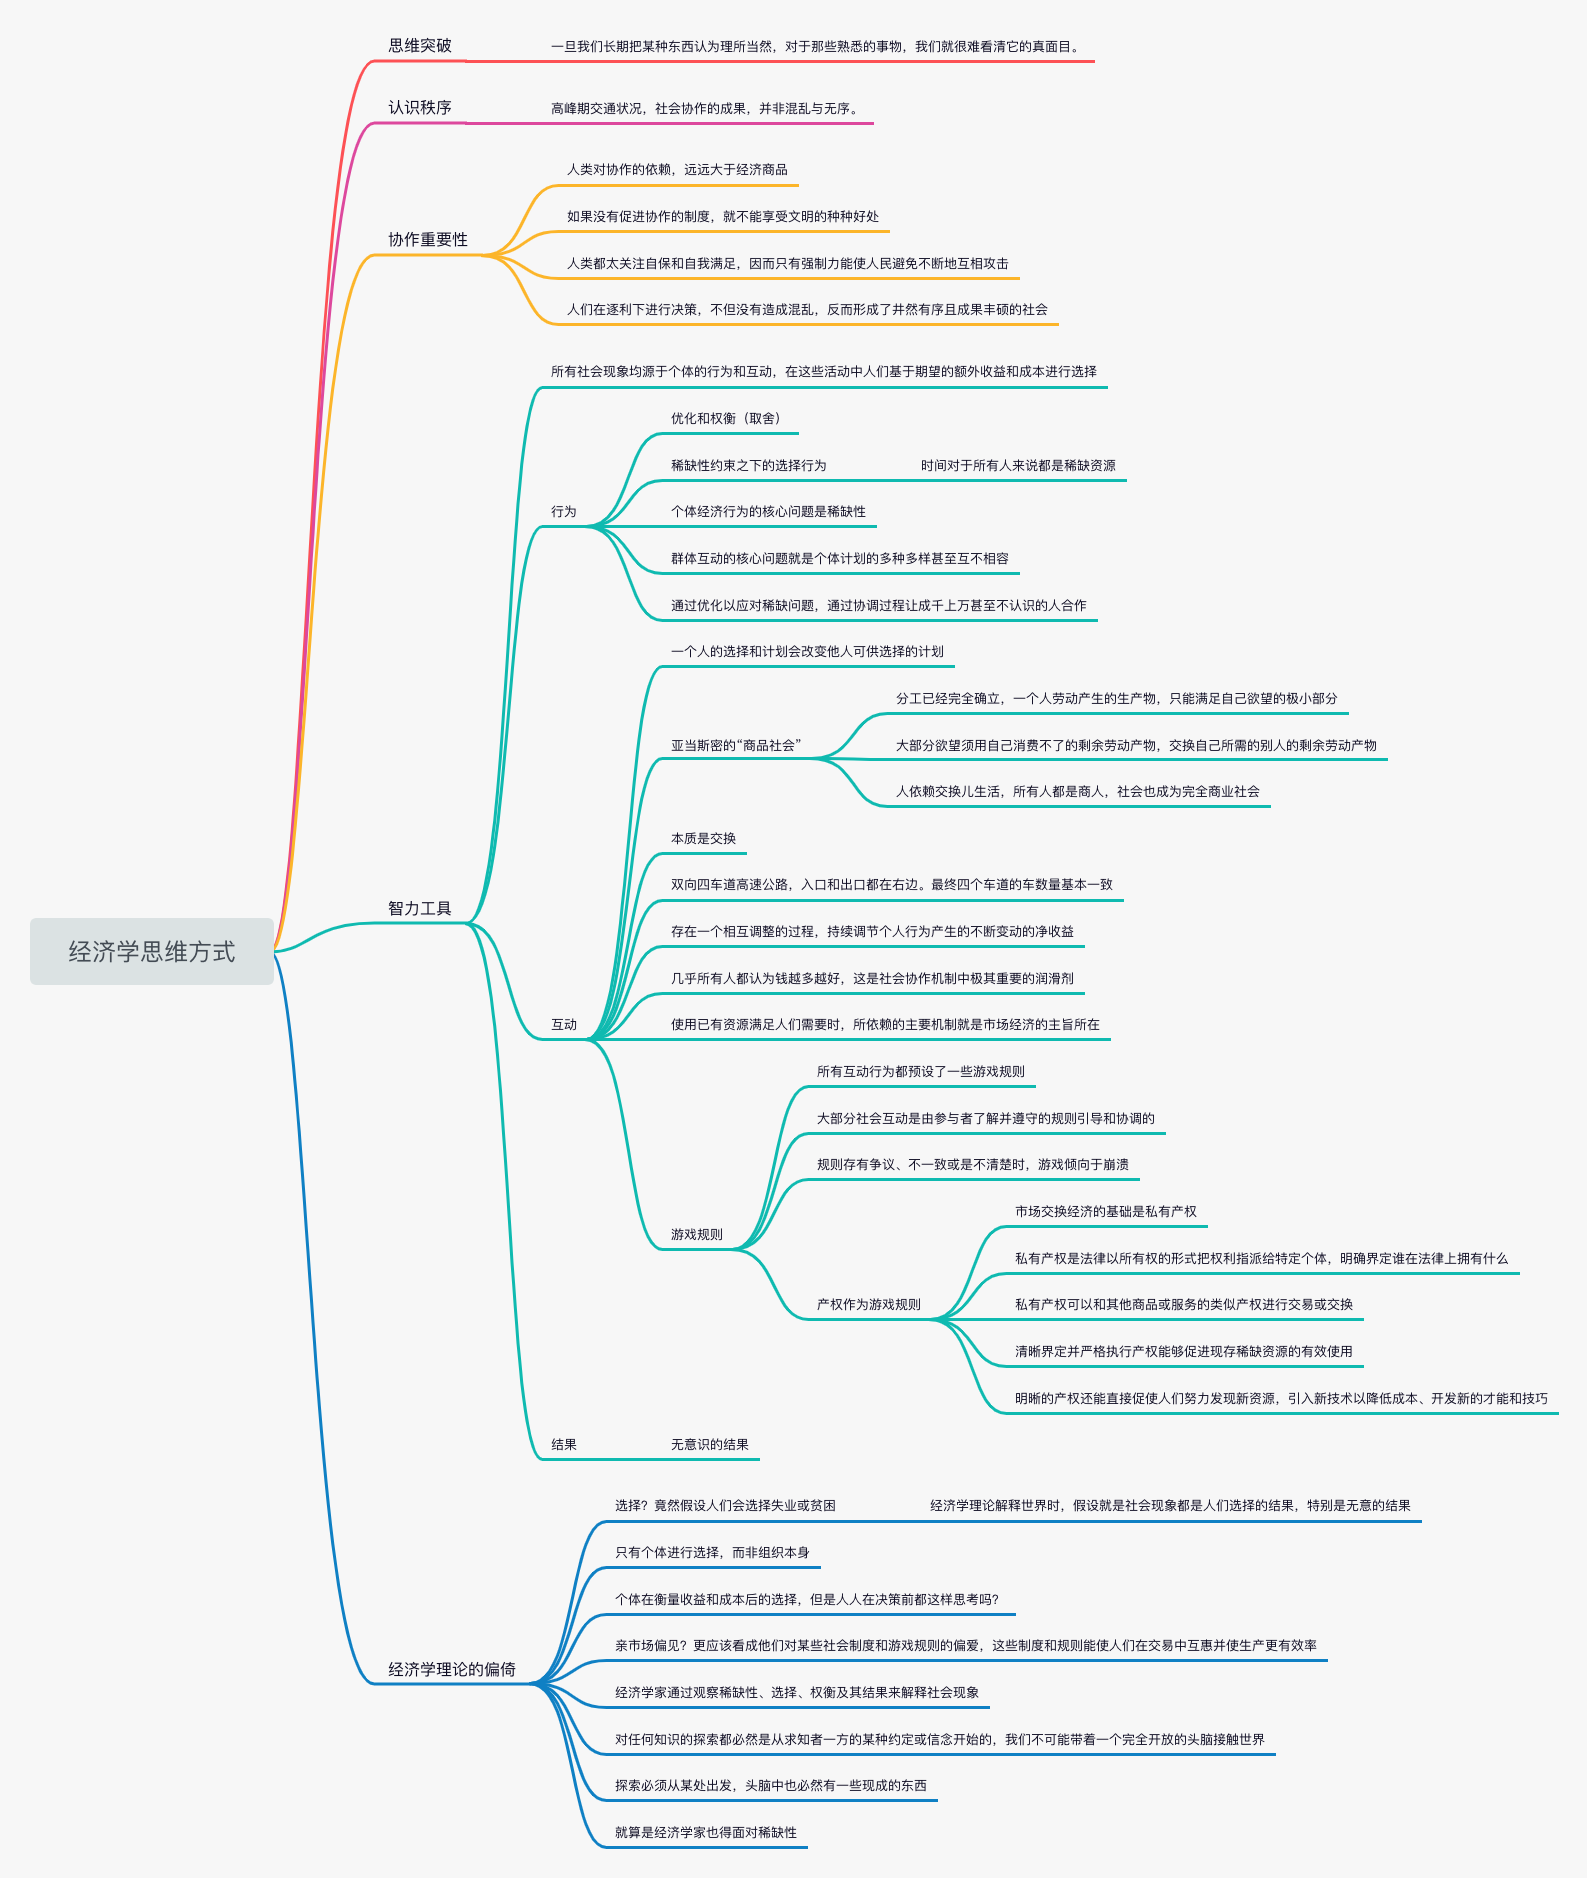 思维突破
一旦我们长期把某种东西认为理所当然，对于那些熟悉的事物，我们就很难看清它的真面目。
认识秩序
高峰期交通状况，社会协作的成果，并非混乱与无序。
协作重要性
人类对协作的依赖，远远大于经济商品
如果没有促进协作的制度，就不能享受文明的种种好处
人类都太关注自保和自我满足，因而只有强制力能使人民避免不断地互相攻击
人们在逐利下进行决策，不但没有造成混乱，反而形成了井然有序且成果丰硕的社会
经济学思维方式
智力工具
所有社会现象均源于个体的行为和互动，在这些活动中人们基于期望的额外收益和成本进行选择
行为
优化和权衡（取舍）
稀缺性约束之下的选择行为
时间对于所有人来说都是稀缺资源
个体经济行为的核心问题是稀缺性
群体互动的核心问题就是个体计划的多种多样甚至互不相容
通过优化以应对稀缺问题，通过协调过程让成千上万甚至不认识的人合作
互动
一个人的选择和计划会改变他人可供选择的计划
亚当斯密的“商品社会”
分工已经完全确立，一个人劳动产生的生产物，只能满足自己欲望的极小部分
大部分欲望须用自己消费不了的剩余劳动产物，交换自己所需的别人的剩余劳动产物
人依赖交换儿生活，所有人都是商人，社会也成为完全商业社会
本质是交换
双向四车道高速公路，入口和出口都在右边。最终四个车道的车数量基本一致
存在一个相互调整的过程，持续调节个人行为产生的不断变动的净收益
几乎所有人都认为钱越多越好，这是社会协作机制中极其重要的润滑剂
使用已有资源满足人们需要时，所依赖的主要机制就是市场经济的主旨所在
游戏规则
所有互动行为都预设了一些游戏规则
大部分社会互动是由参与者了解并遵守的规则引导和协调的
规则存有争议、不一致或是不清楚时，游戏倾向于崩溃
产权作为游戏规则
市场交换经济的基础是私有产权
私有产权是法律以所有权的形式把权利指派给特定个体，明确界定谁在法律上拥有什么
私有产权可以和其他商品或服务的类似产权进行交易或交换
清晰界定并严格执行产权能够促进现存稀缺资源的有效使用
明晰的产权还能直接促使人们努力发现新资源，引入新技术以降低成本、开发新的才能和技巧
结果
无意识的结果
经济学理论的偏倚
选择？竟然假设人们会选择失业或贫困
经济学理论解释世界时，假设就是社会现象都是人们选择的结果，特别是无意的结果
只有个体进行选择，而非组织本身
个体在衡量收益和成本后的选择，但是人人在决策前都这样思考吗？
亲市场偏见？更应该看成他们对某些社会制度和游戏规则的偏爱，这些制度和规则能使人们在交易中互惠并使生产更有效率
经济学家通过观察稀缺性、选择、权衡及其结果来解释社会现象
对任何知识的探索都必然是从求知者一方的某种约定或信念开始的，我们不可能带着一个完全开放的头脑接触世界
探索必须从某处出发，头脑中也必然有一些现成的东西
就算是经济学家也得面对稀缺性